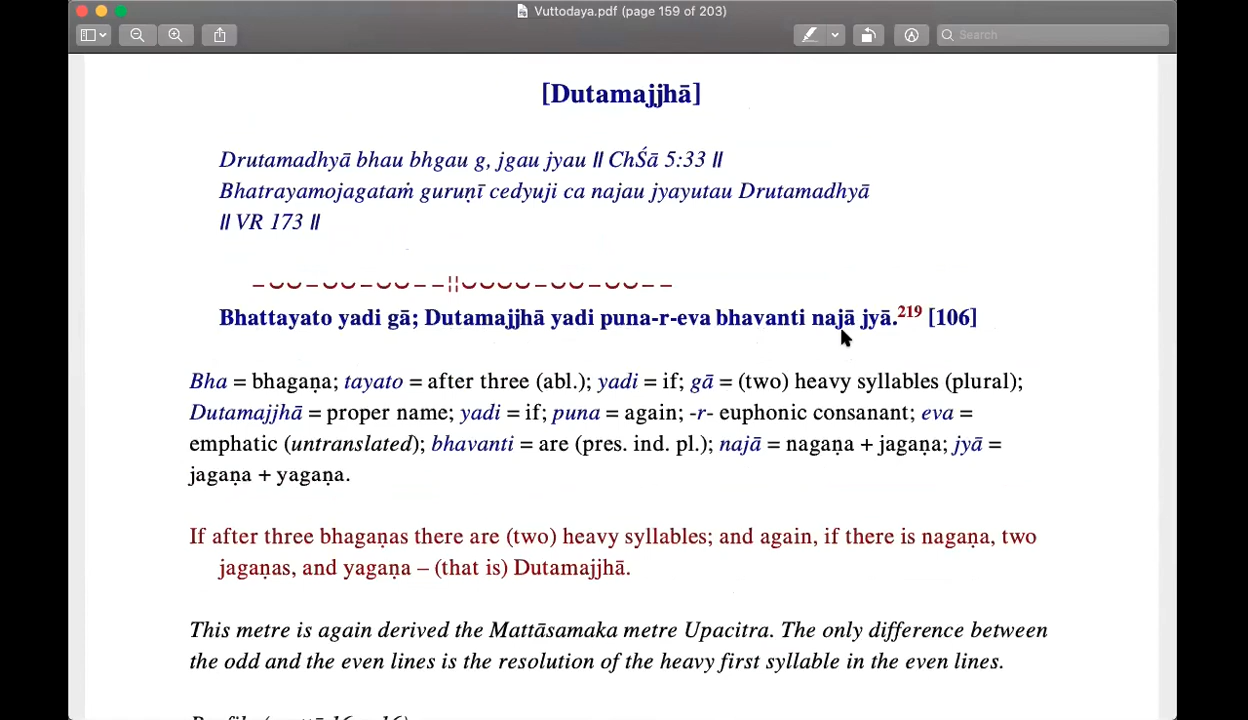 Vuttodaya.pdf (page 159 of 203)
Search
[Dutamajjhā]
Drutamadhyā bhau bhgau g, jgau jyau ǁ ChŚā 5:33 ǁ
Bhatrayamojagataṁ guruṇī cedyuji ca najau jyayutau Drutamadhyā
ǁ VR 173 ǁ
−⏑⏑−⏑⏑−⏑⏑−−¦¦⏑⏑⏑⏑−⏑⏑−⏑⏑−−
Bhattayato yadi gā; Dutamajjhā yadi puna-r-eva bhavanti najā jyā.219 [106]
Bha = bhagaṇa; tayato = after three (abl.); yadi = if; gā = (two) heavy syllables (plural);
Dutamajjhā = proper name; yadi = if; puna = again; -r- euphonic consanant; eva =
emphatic (untranslated); bhavanti = are (pres. ind. pl.); najā = nagaṇa + jagaṇa; jyā =
jagaṇa + yagaṇa.
If after three bhagaṇas there are (two) heavy syllables; and again, if there is nagaṇa, two
jagaṇas, and yagaṇa – (that is) Dutamajjhā.
This metre is again derived the Mattāsamaka metre Upacitra. The only difference between
the odd and the even lines is the resolution of the heavy first syllable in the even lines.